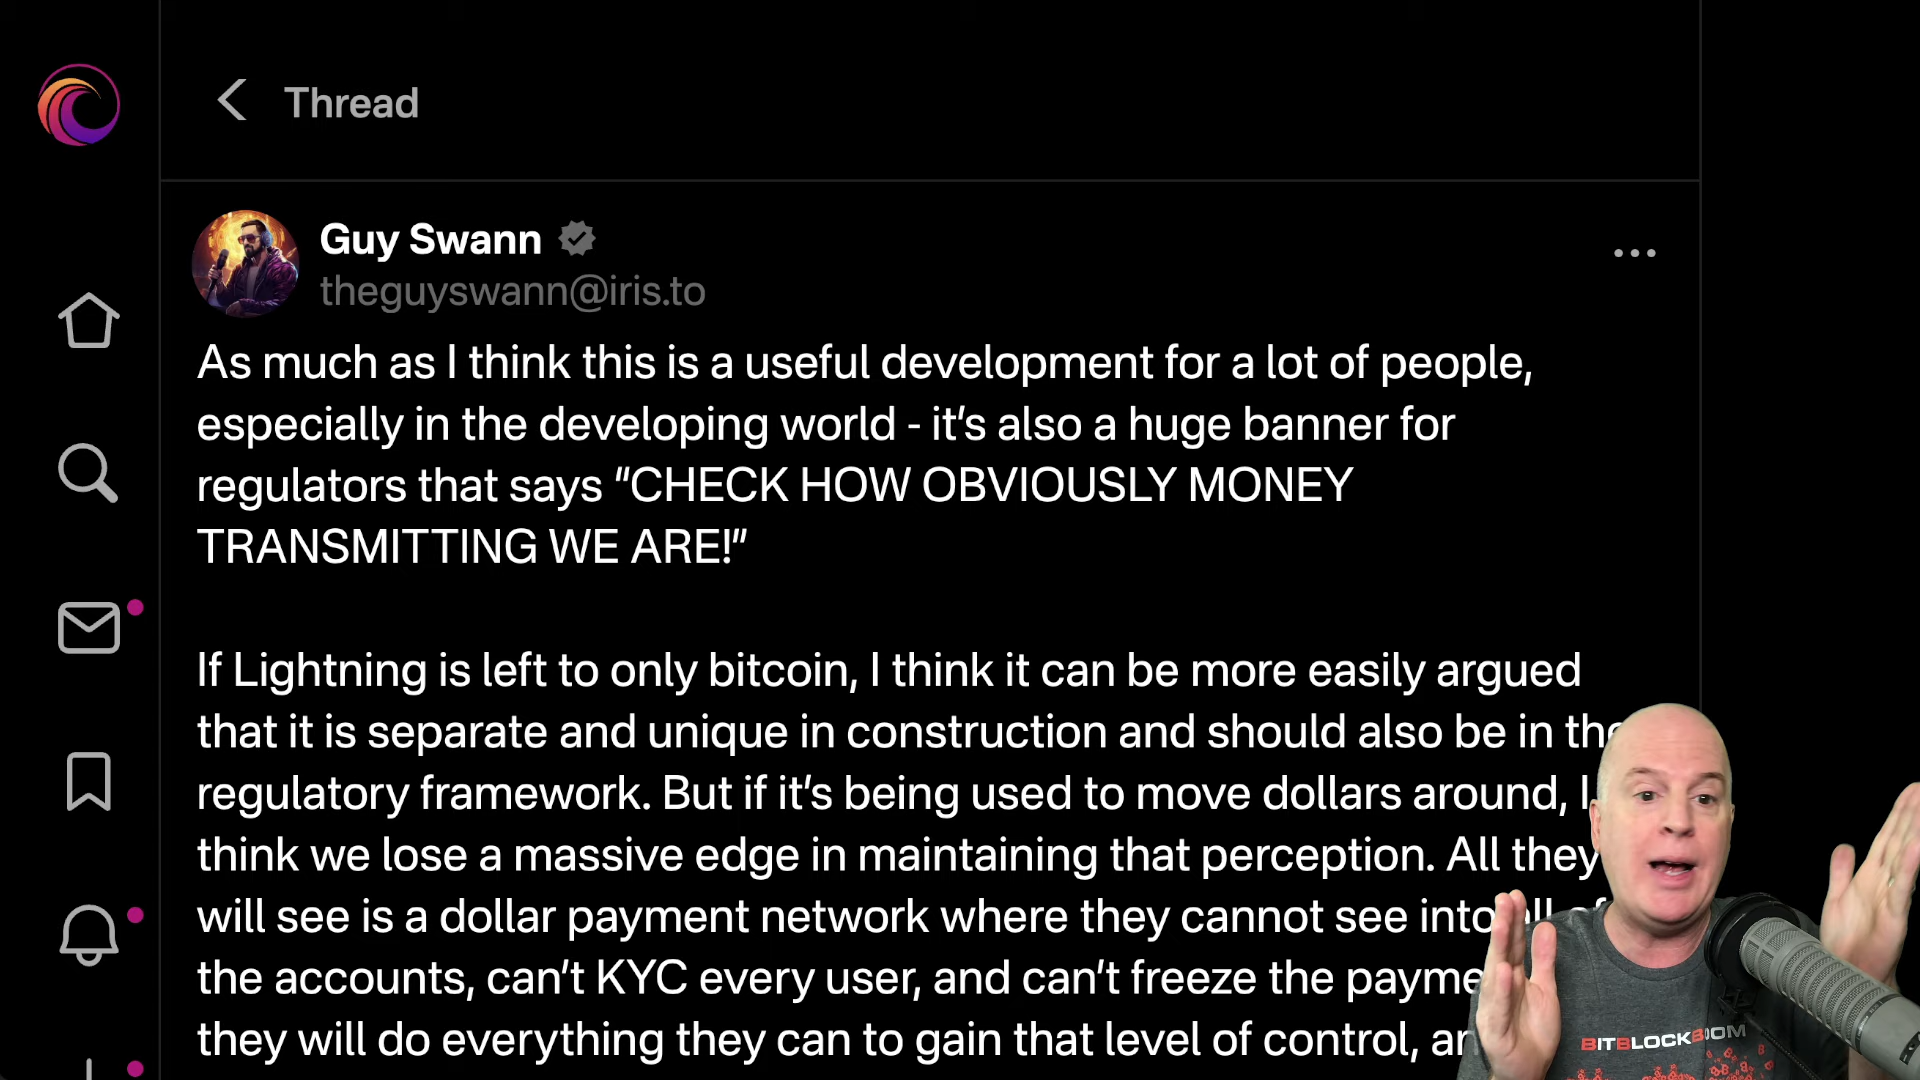 Thread
Guy Swann
theguyswann@iris.to
As much as I think this is a useful development for a lot of people,
especially in the developing world - it's also a huge banner for
regulators that says "CHECK HOW OBVIOUSLY MONEY
TRANSMITTING WE ARE!"
If Lightning is left to only bitcoin, I think it can be more easily argued
that it is separate and unique in construction and should also be in the
regulatory framework. But if it's being used to move dollars around, I
think we lose a massive edge in maintaining that perception. All they
will see is a dollar payment network where they cannot see into all of
the accounts, can't KYC every user, and can't freeze the
they will do everything they can to gain that level of control,
BITBLOCKBOOM